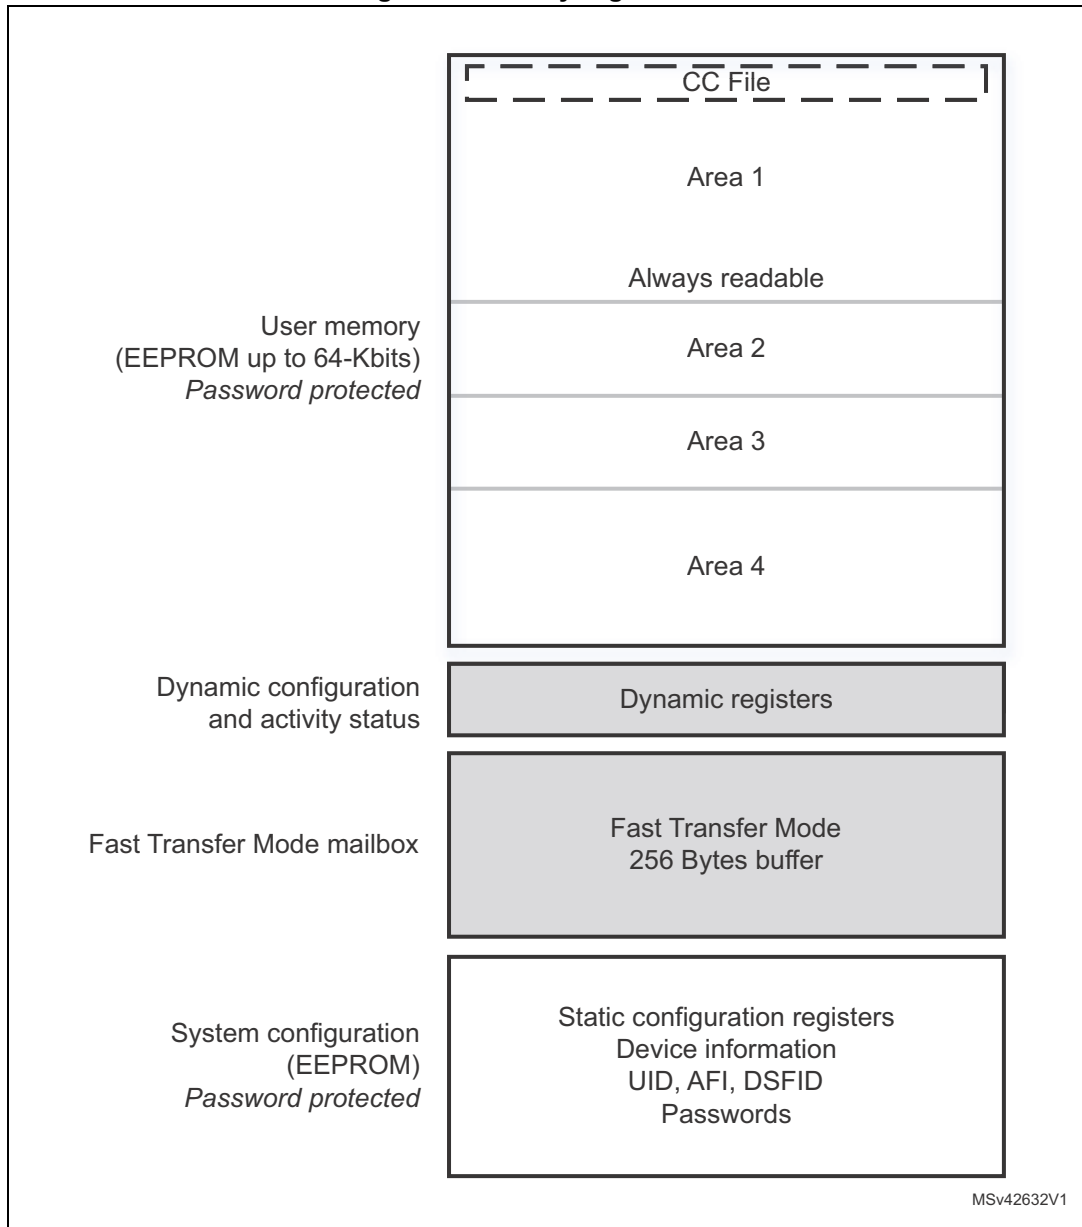 CC File
Area 1
Always readable
User memory
(EEPROM up to 64-Kbits)
Password protected
Area 2
Area 3
Area 4
Dynamic configuration
and activity status
Dynamic registers
Fast Transfer Mode mailbox
Fast Transfer Mode
256 Bytes buffer
System configuration
(EEPROM)
Password protected
Static configuration registers
Device information
UID, AFI, DSFID
Passwords
MSv42632V1